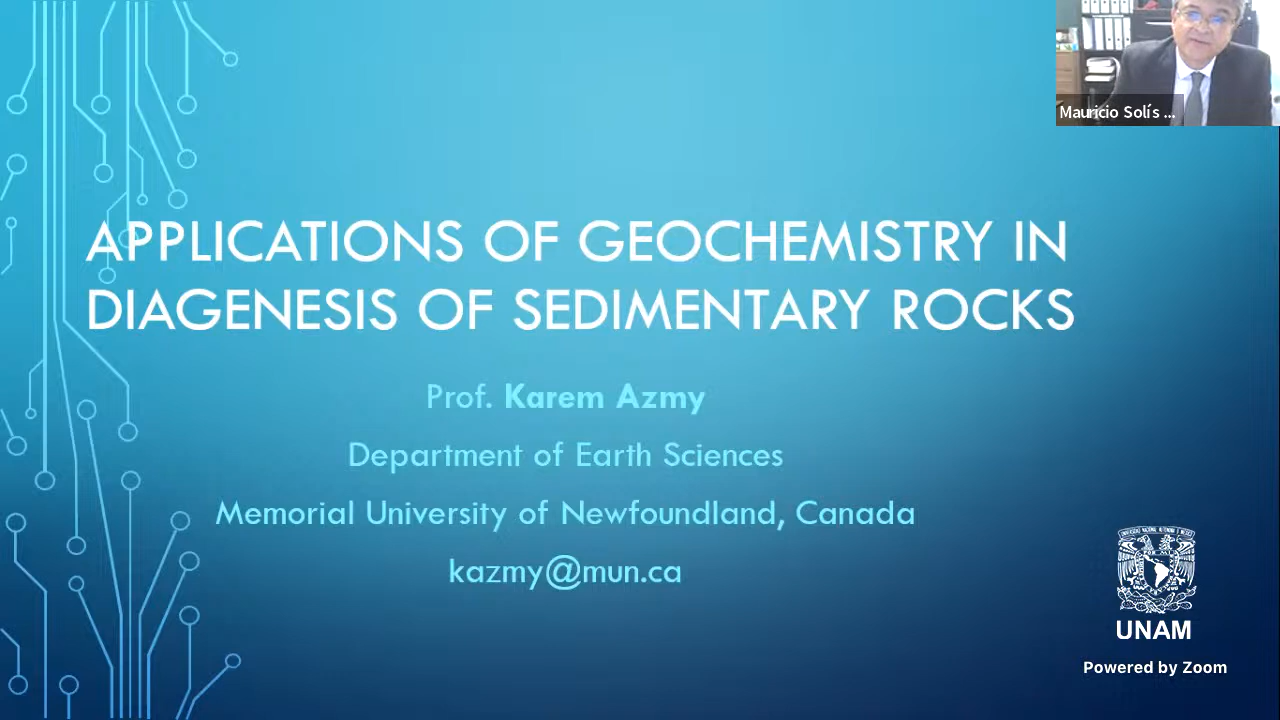 Mauricio Solís ...
APPLICATIONS OF GEOCHEMISTRY IN
DIAGENESIS OF SEDIMENTARY ROCKS
Prof. Karem Azmy
Department of Earth Sciences
Memorial University of Newfoundland, Canada
kazmy@mun.ca
UNAM
Powered by Zoom